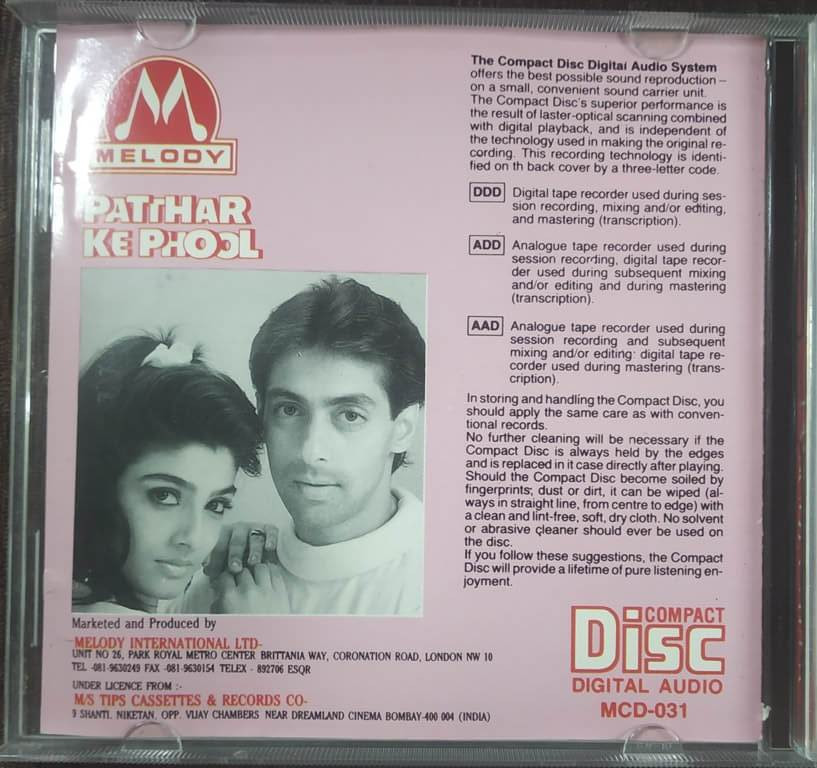 MELODY
PATTHAR
KE PHOOL
Marketed and Produced by
MELODY INTERNATIONAL LTD-
UNIT NO 26, PARK ROYAL METRO CENTER BRITTANIA WAY, CORONATION ROAD, LONDON NW 10
TEL -081-9630249 FAX -081-9630154 TELEX - 892706 ESQR
UNDER LICENCE FROM :-
M/S TIPS CASSETTES & RECORDS CO-
9 SHANTI. NIKETAN, OPP. VIJAY CHAMBERS NEAR DREAMLAND CINEMA BOMBAY-400 004 (INDIA)
The Compact Disc Digital Audio System
offers the best possible sound reproduction –
on a small, convenient sound carrier unit.
The Compact Disc's superior performance is
the result of laster-optical scanning combined
with digital playback, and is independent of
the technology used in making the original re-
cording. This recording technology is identi-
fied on th back cover by a three-letter code.
DDD Digital tape recorder used during ses-
sion recording, mixing and/or editing,
and mastering (transcription).
ADD Analogue tape recorder used during
session recording, digital tape recor-
der used during subsequent mixing
and/or editing and during mastering
(transcription).
AAD Analogue tape recorder used during
session recording and subsequent
mixing and/or editing: digital tape re-
corder used during mastering (trans-
cription).
In storing and handling the Compact Disc, you
should apply the same care as with conven-
tional records.
No further cleaning will be necessary if the
Compact Disc is always held by the edges
and is replaced in it case directly after playing.
Should the Compact Disc become soiled by
fingerprints, dust or dirt, it can be wiped (al-
ways in straight line, from centre to edge) with
a clean and lint-free, soft, dry cloth. No solvent
or abrasive cleaner should ever be used on
the disc.
If you follow these suggestions, the Compact
Disc will provide a lifetime of pure listening en-
joyment.
COMPACT
DISC
DIGITAL AUDIO
MCD-031